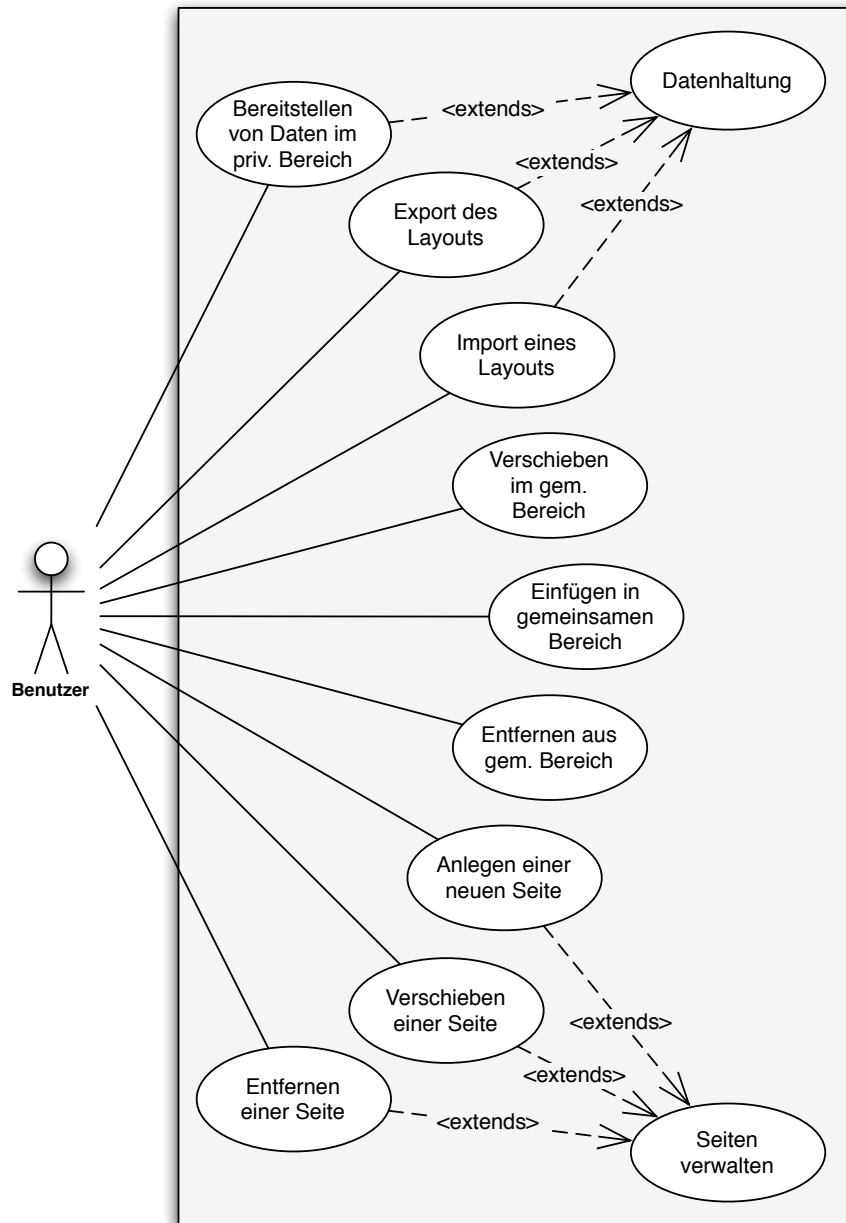 Datenhaltung
Bereitstellen
von Daten im
priv. Bereich
<extends>
<extends>
<extends>
Export des
Layouts
Import eines
Layouts
Verschieben
im gem.
Bereich
Einfügen in
gemeinsamen
Bereich
Benutzer
Entfernen aus
gem. Bereich
Anlegen einer
neuen Seite
Verschieben
einer Seite
<extends>
<extends>
<extends>
Entfernen
einer Seite
Seiten
verwalten